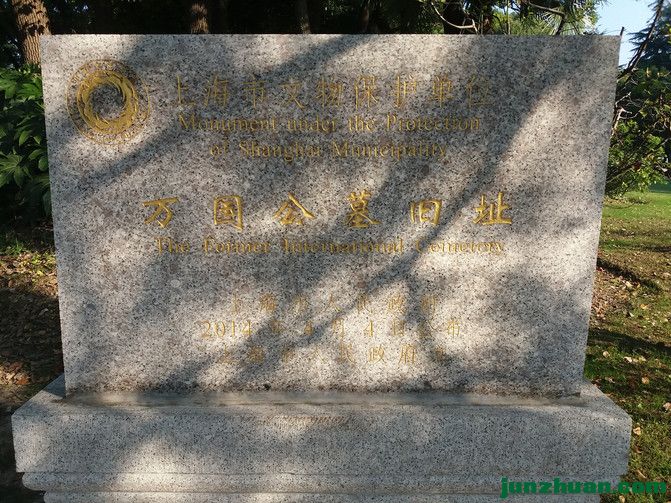 上海市文物保护单位
Monument under the Protection
of Shanghai Municipality
万国公墓旧址
The Former International Cemetery
上海市人民政府
2014年4月4日公布
上海市人民政府立
junzhuan.com